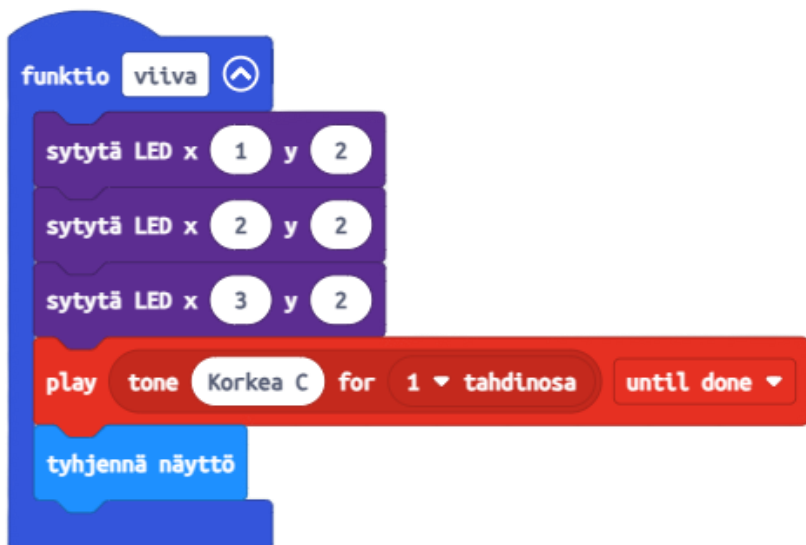 funktio viiva
sytytä LED x 1 y 2
sytytä LED x 2 y 2
sytytä LED x 3 y 2
play tone Korkea C for 1 tahdinosa until done
tyhjennä näyttö